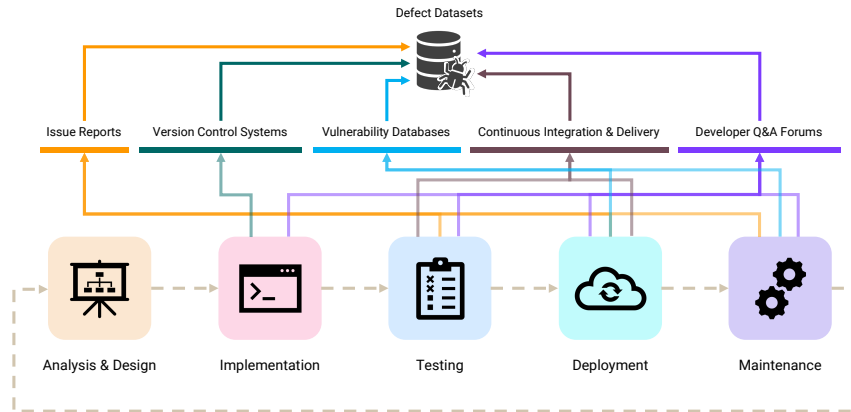 Defect Datasets
Issue Reports
Version Control Systems
Vulnerability Databases
Continuous Integration & Delivery
Developer Q&A Forums
Analysis & Design
Implementation
Testing
Deployment
Maintenance